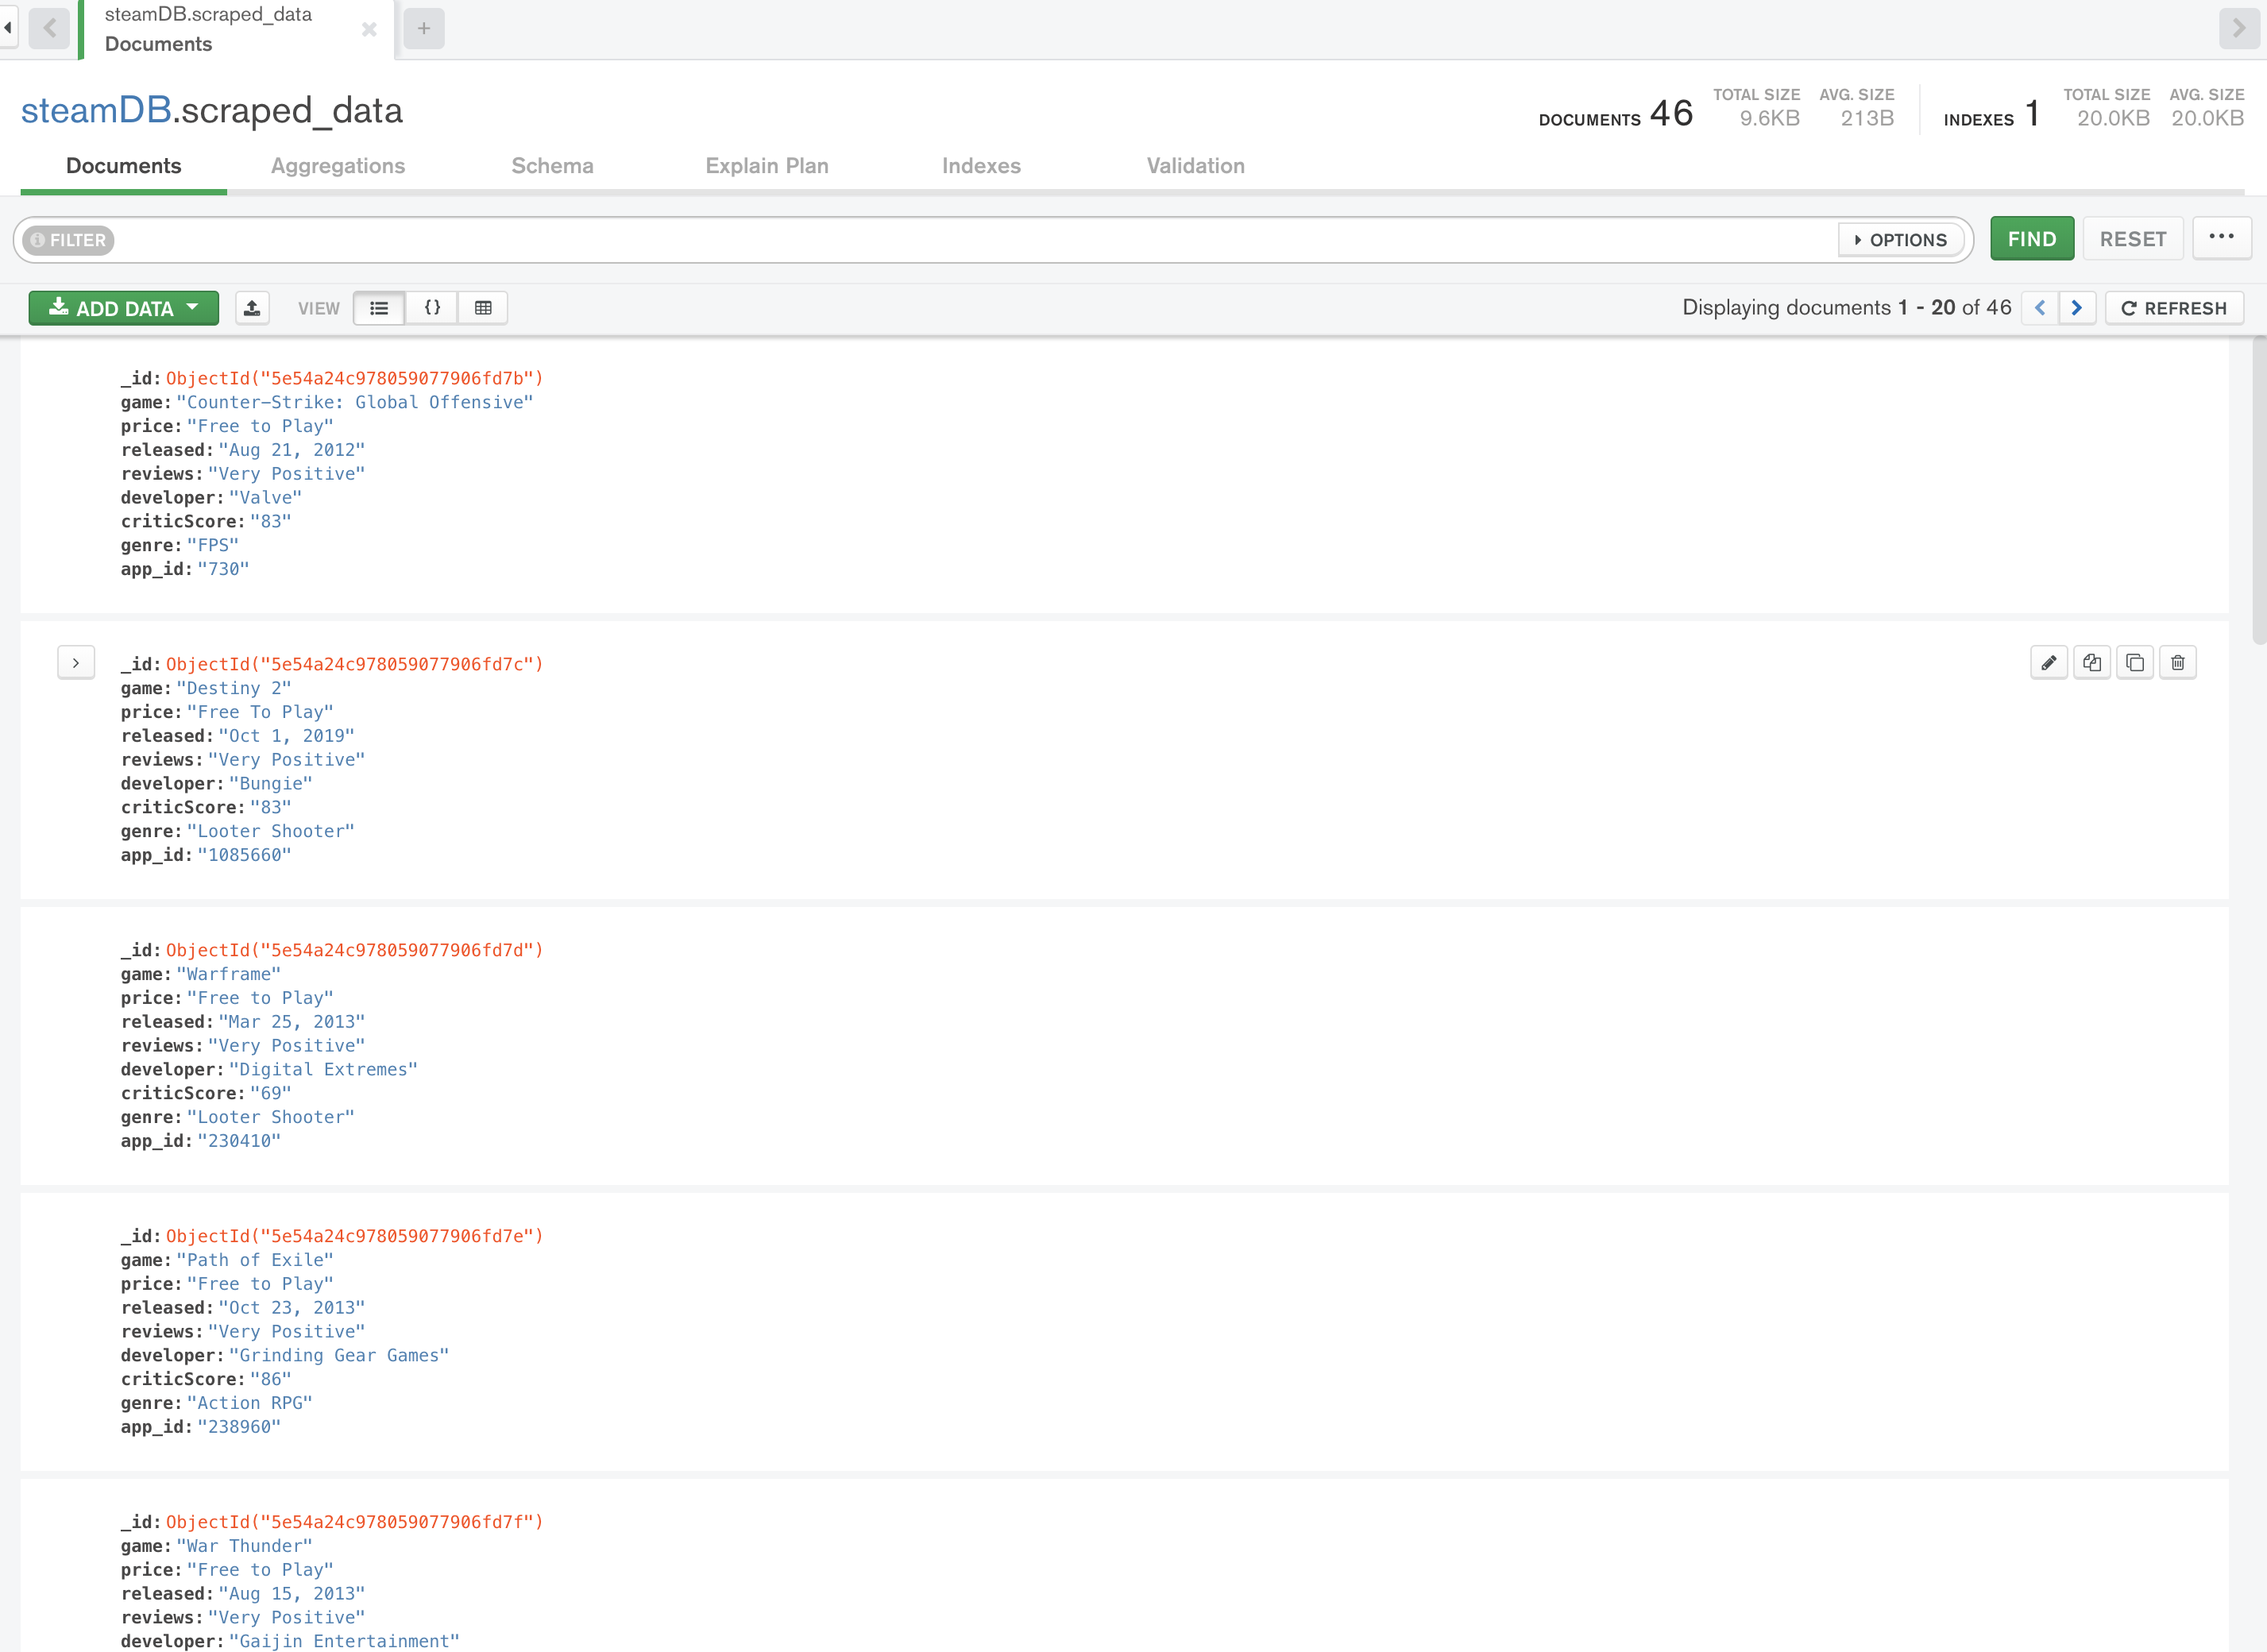 steamDB.scraped_data
Documents
steamDB.scraped_data
DOCUMENTS 46 TOTAL SIZE 9.6KB AVG. SIZE 213B INDEXES 1 TOTAL SIZE 20.0KB AVG. SIZE 20.0KB
Documents Aggregations Schema Explain Plan Indexes Validation
FILTER OPTIONS FIND RESET ...
ADD DATA VIEW {} Displaying documents 1 - 20 of 46 REFRESH
_id: ObjectId("5e54a24c978059077906fd7b")
game: "Counter-Strike: Global Offensive"
price: "Free to Play"
released: "Aug 21, 2012"
reviews: "Very Positive"
developer: "Valve"
criticScore: "83"
genre: "FPS"
app_id: "730"
_id: ObjectId("5e54a24c978059077906fd7c")
game: "Destiny 2"
price: "Free To Play"
released: "Oct 1, 2019"
reviews: "Very Positive"
developer: "Bungie"
criticScore: "83"
genre: "Looter Shooter"
app_id: "1085660"
_id: ObjectId("5e54a24c978059077906fd7d")
game: "Warframe"
price: "Free to Play"
released: "Mar 25, 2013"
reviews: "Very Positive"
developer: "Digital Extremes"
criticScore: "69"
genre: "Looter Shooter"
app_id: "230410"
_id: ObjectId("5e54a24c978059077906fd7e")
game: "Path of Exile"
price: "Free to Play"
released: "Oct 23, 2013"
reviews: "Very Positive"
developer: "Grinding Gear Games"
criticScore: "86"
genre: "Action RPG"
app_id: "238960"
_id: ObjectId("5e54a24c978059077906fd7f")
game: "War Thunder"
price: "Free to Play"
released: "Aug 15, 2013"
reviews: "Very Positive"
developer: "Gaijin Entertainment"